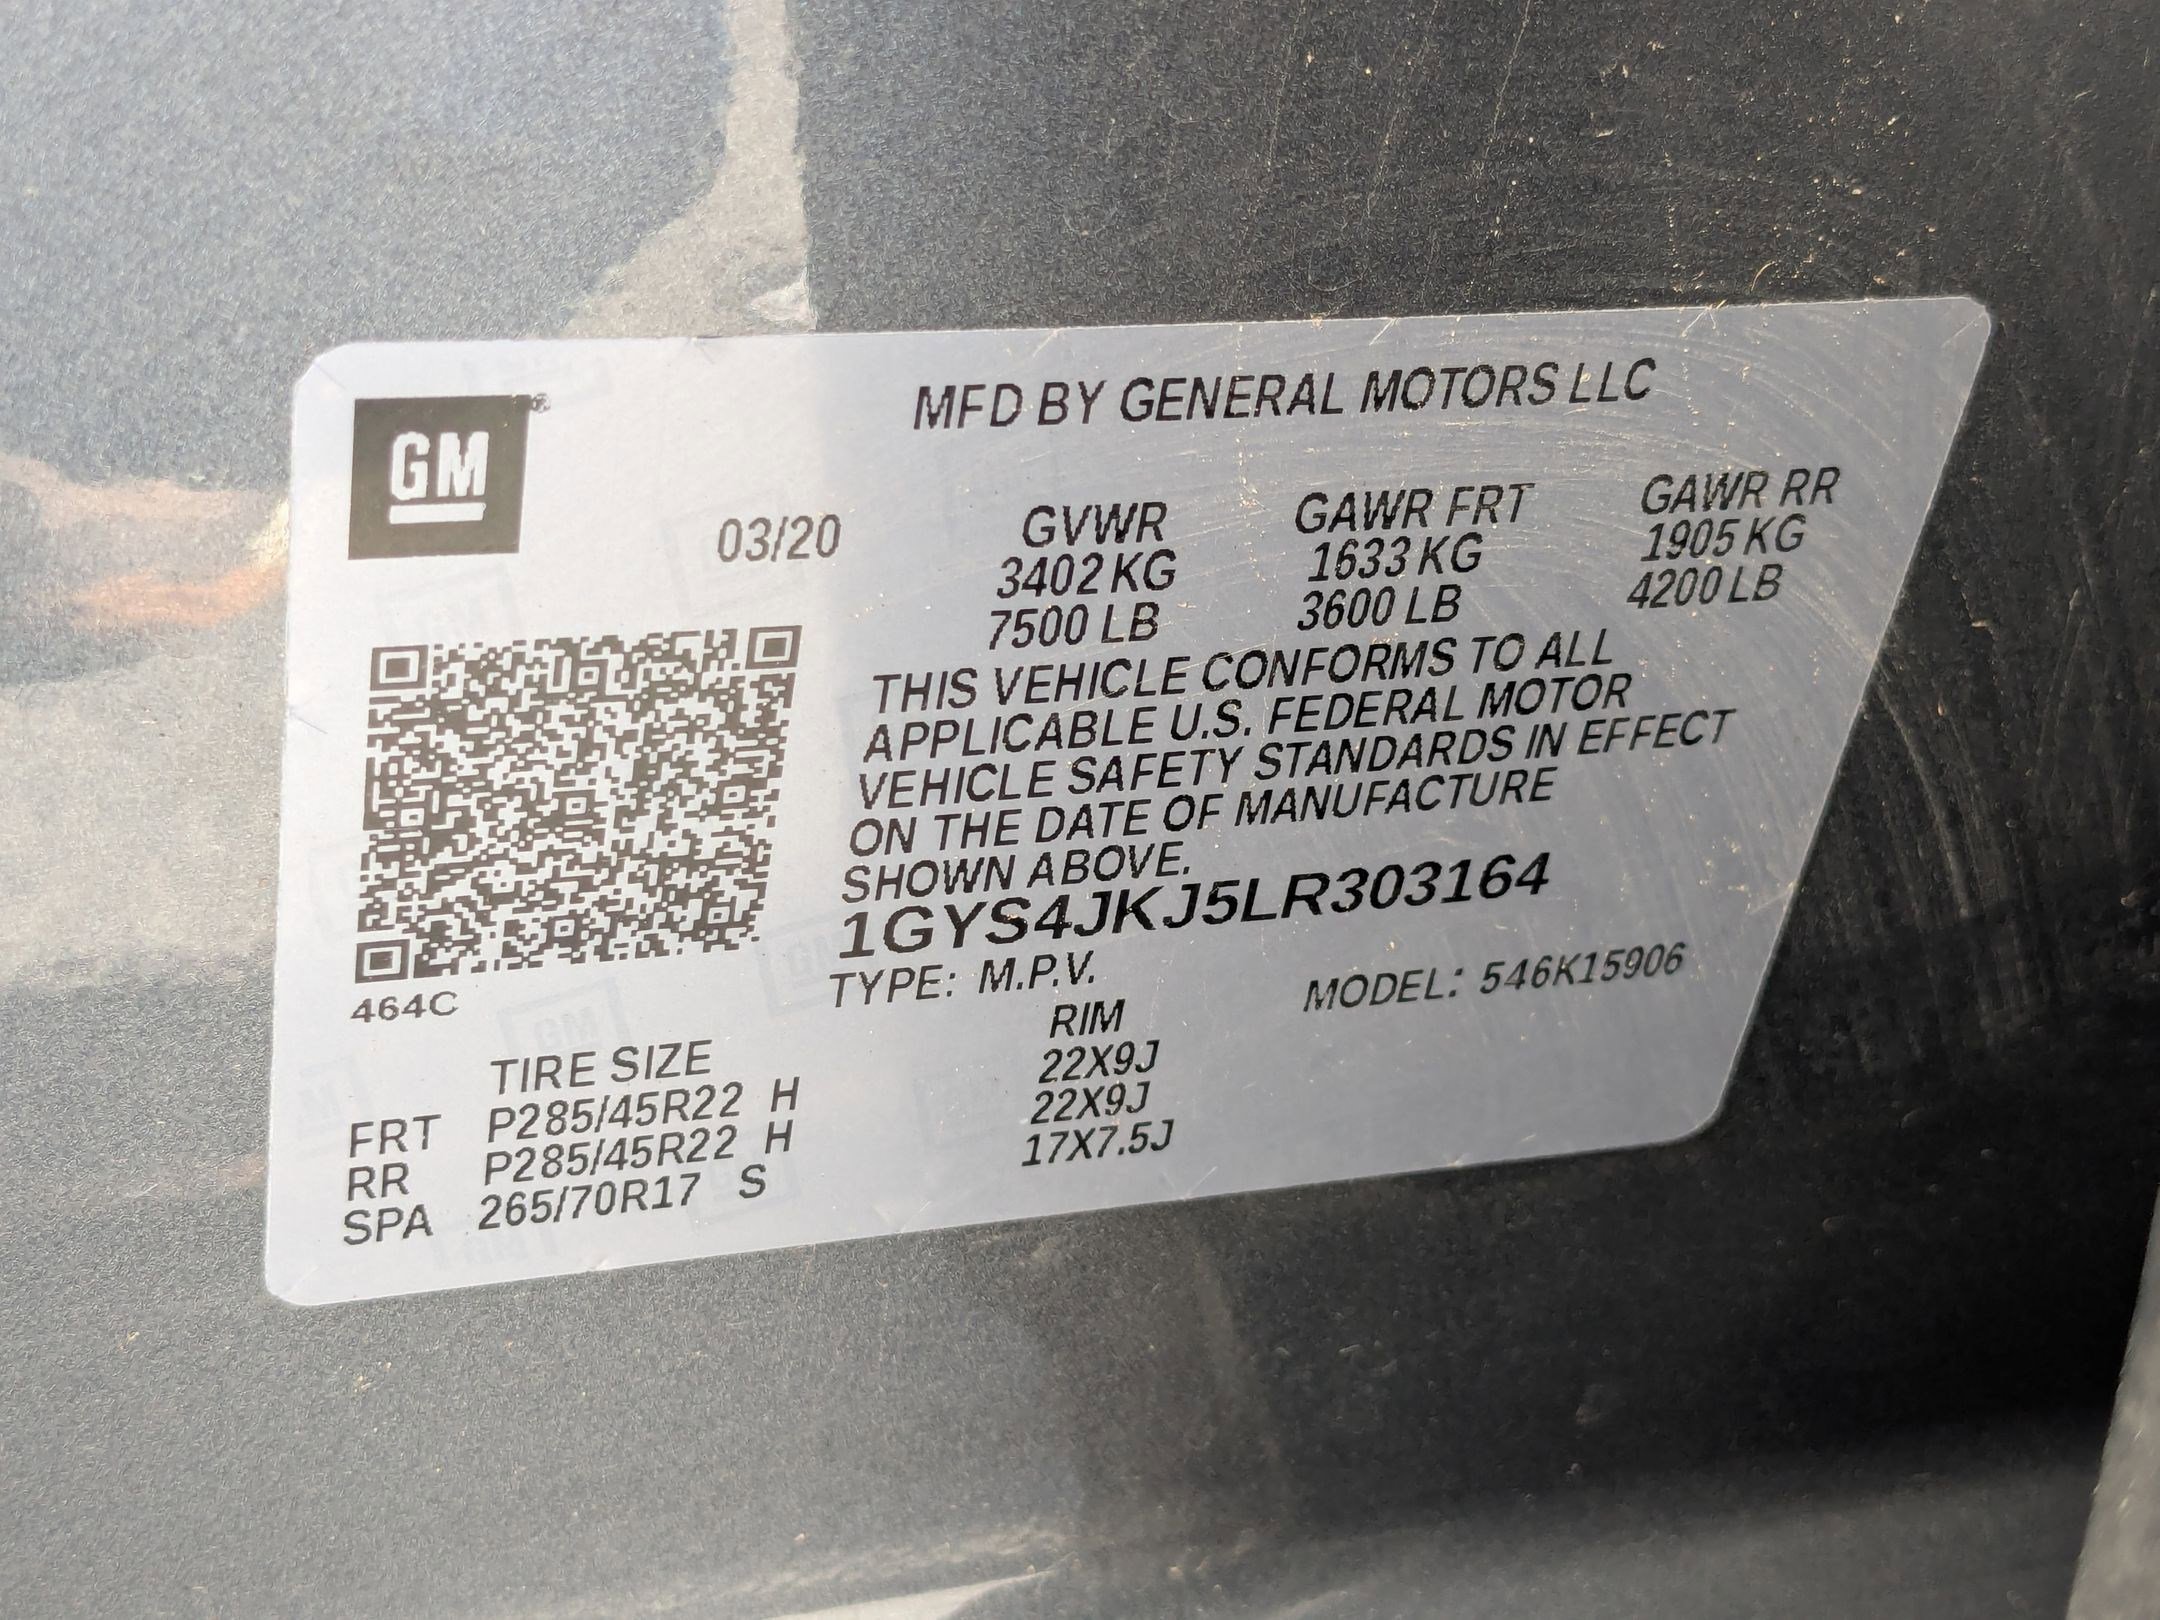 GM®
MFD BY GENERAL MOTORS LLC
03/20
GVWR GAWR FRT GAWR RR
3402 KG 1633 KG 1905 KG
7500 LB 3600 LB 4200 LB
THIS VEHICLE CONFORMS TO ALL
APPLICABLE U.S. FEDERAL MOTOR
VEHICLE SAFETY STANDARDS IN EFFECT
ON THE DATE OF MANUFACTURE
SHOWN ABOVE.
1GYS4JKJ5LR303164
TYPE: M.P.V. MODEL: 546K15906
464C
TIRE SIZE RIM
FRT P285/45R22 H 22X9J
RR P285/45R22 H 22X9J
SPA 265/70R17 S 17X7.5J